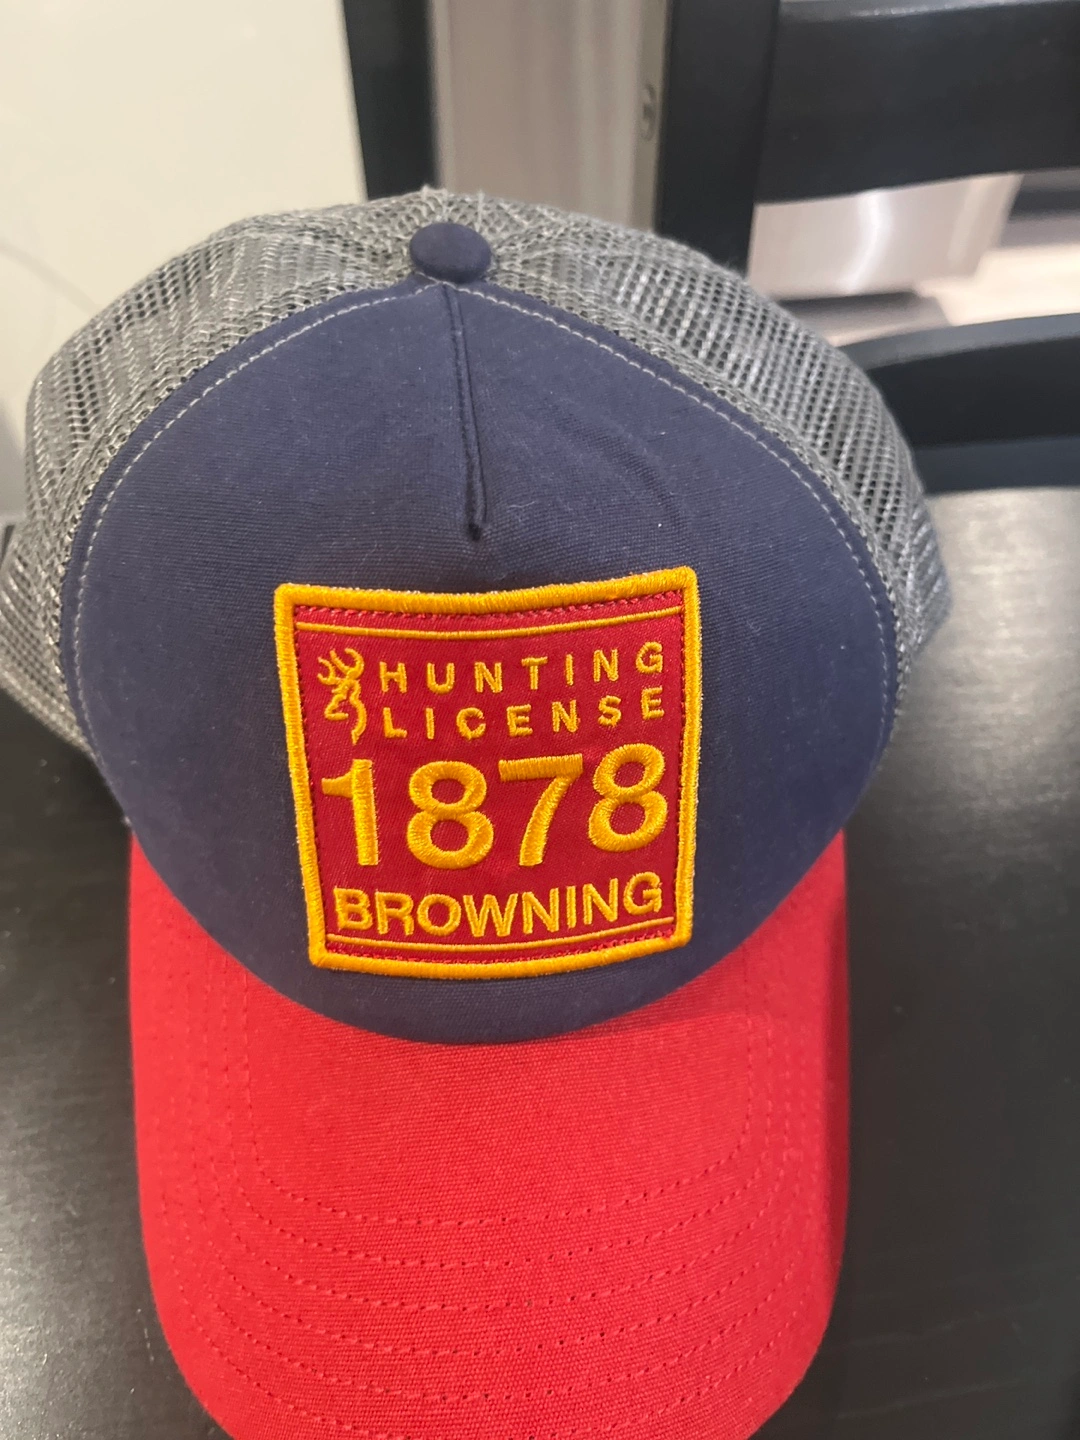 HUNTING
LICENSE
1878
BROWNING